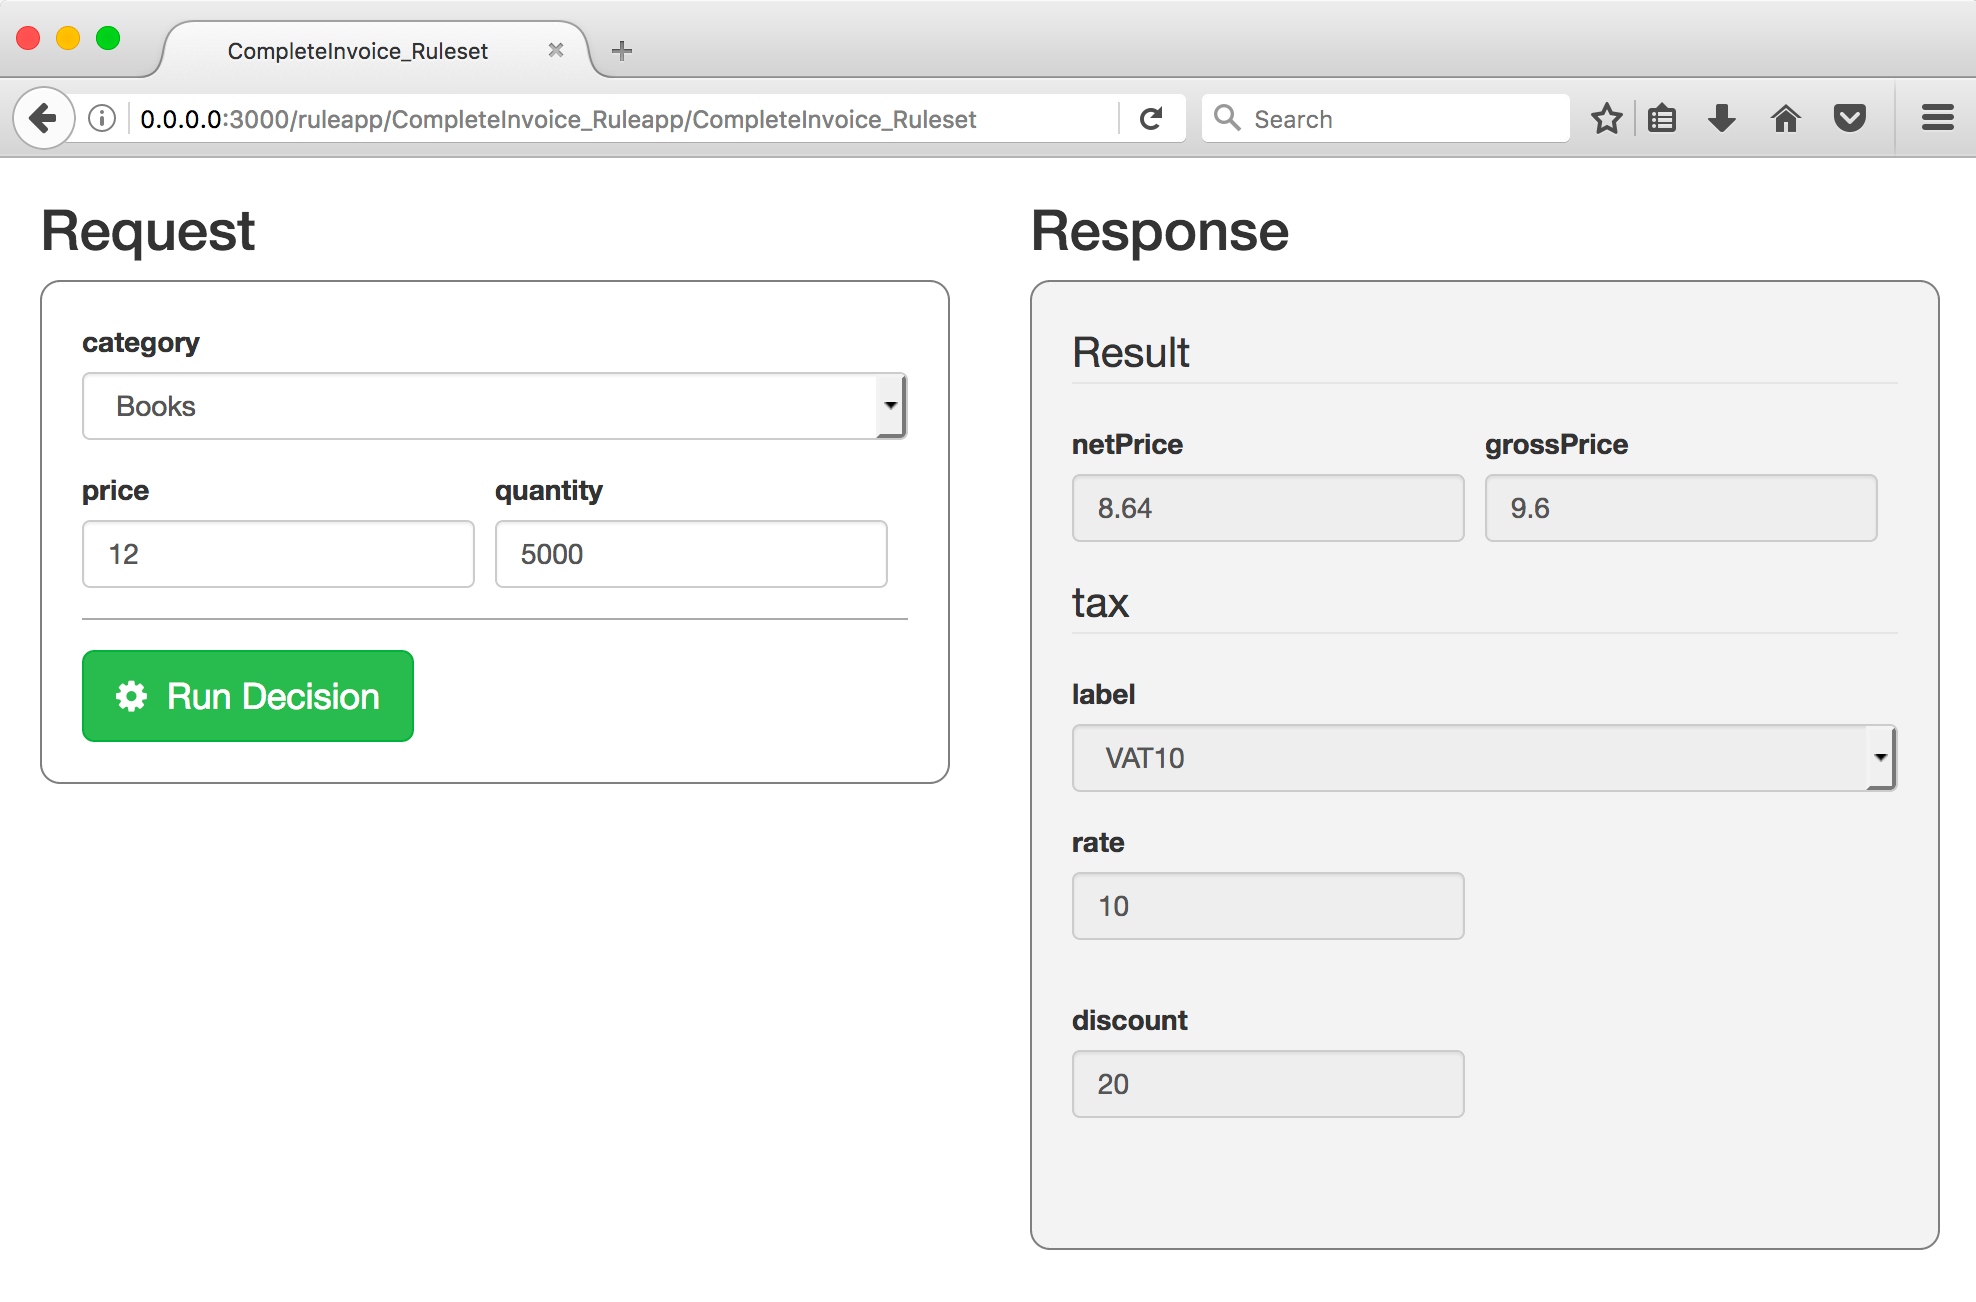 CompleteInvoice_Ruleset
0.0.0.0:3000/ruleapp/CompleteInvoice_Ruleapp/CompleteInvoice_Ruleset
Search
Request
category
Books
price
quantity
12
5000
Run Decision
Response
Result
netPrice
grossPrice
8.64
9.6
tax
label
VAT10
rate
10
discount
20